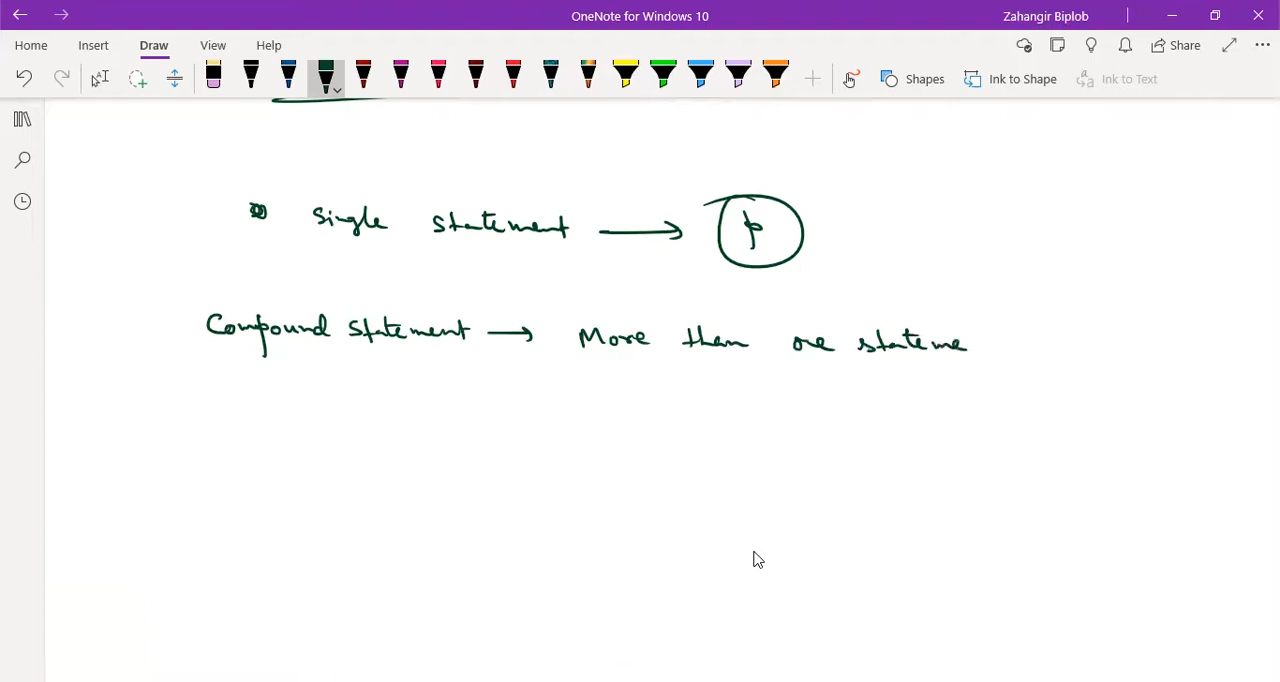 OneNote for Windows 10
Zahangir Biplob
Home Insert Draw View Help
Share
Shapes Ink to Shape Ink to Text
Single statement → p
Compound statement → More than one stateme